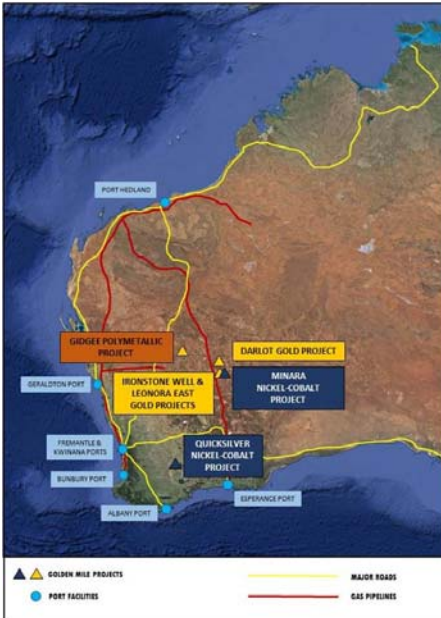 PORT HEDLAND
GIDGEE POLYMETALLIC
PROJECT
DARLOT GOLD PROJECT
MINARA
NICKEL-COBALT
PROJECT
GERALDTON PORT
IRONSTONE WELL &
LEONORA EAST
GOLD PROJECTS
FREMANTLE &
KWINANA PORTS
QUICKSILVER
NICKEL-COBALT
PROJECT
BUNBURY PORT
ESPERANCE PORT
ALBANY PORT
GOLDEN MILE PROJECTS
MAJOR ROADS
PORT FACILITIES
GAS PIPELINES